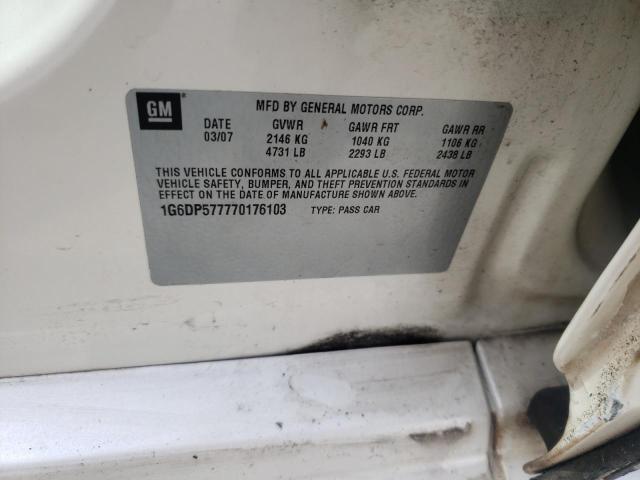 GM
MFD BY GENERAL MOTORS CORP.
DATE GVWR GAWR FRT GAWR RR
03/07 2146 KG 1040 KG 1106 KG
4731 LB 2293 LB 2438 LB
THIS VEHICLE CONFORMS TO ALL APPLICABLE U.S. FEDERAL MOTOR
VEHICLE SAFETY, BUMPER, AND THEFT PREVENTION STANDARDS IN
EFFECT ON THE DATE OF MANUFACTURE SHOWN ABOVE.
1G6DP577770176103 TYPE: PASS CAR